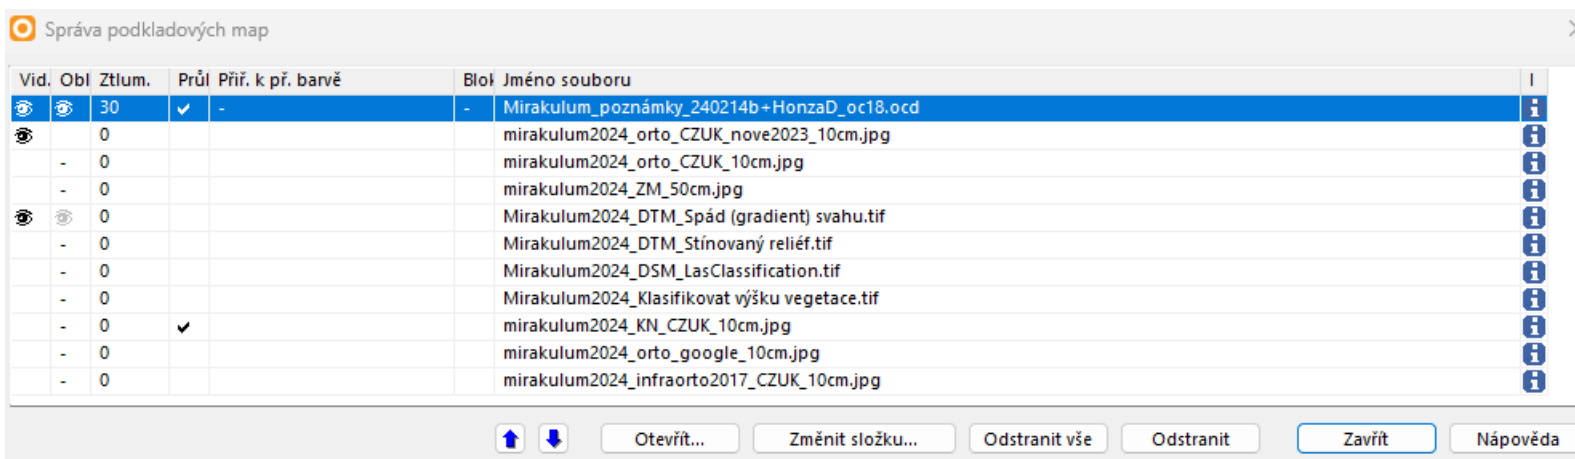 Správa podkladových map
Vid. Obl Ztlum. Průl Přiř. k př. barvě Blok Jméno souboru I
30 - - Mirakulum_poznámky_240214b+HonzaD_oc18.ocd
0 mirakulum2024_orto_CZUK_nove2023_10cm.jpg
- 0 mirakulum2024_orto_CZUK_10cm.jpg
- 0 mirakulum2024_ZM_50cm.jpg
0 Mirakulum2024_DTM_Spád (gradient) svahu.tif
- 0 Mirakulum2024_DTM_Stínovaný reliéf.tif
- 0 Mirakulum2024_DSM_LasClassification.tif
- 0 Mirakulum2024_Klasifikovat výšku vegetace.tif
- 0 mirakulum2024_KN_CZUK_10cm.jpg
- 0 mirakulum2024_orto_google_10cm.jpg
- 0 mirakulum2024_infraorto2017_CZUK_10cm.jpg
Otevřít... Změnit složku... Odstranit vše Odstranit Zavřít Nápověda